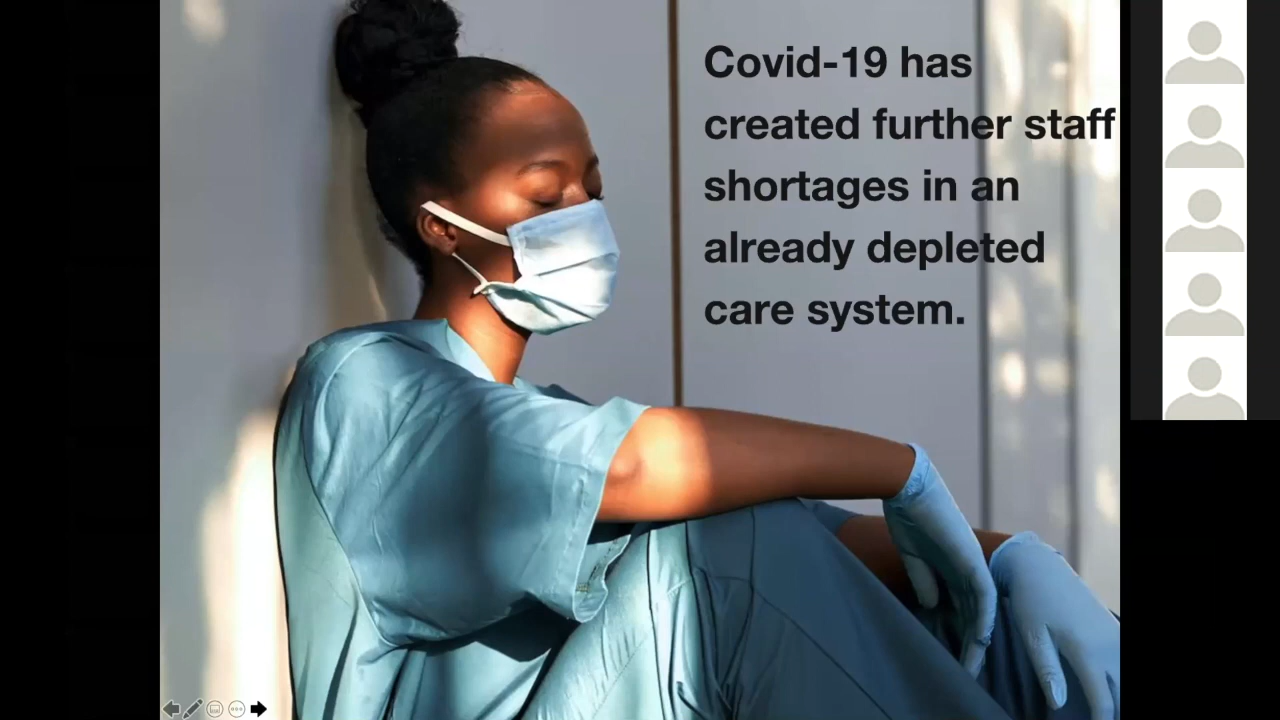 Covid-19 has
created further staff
shortages in an
already depleted
care system.